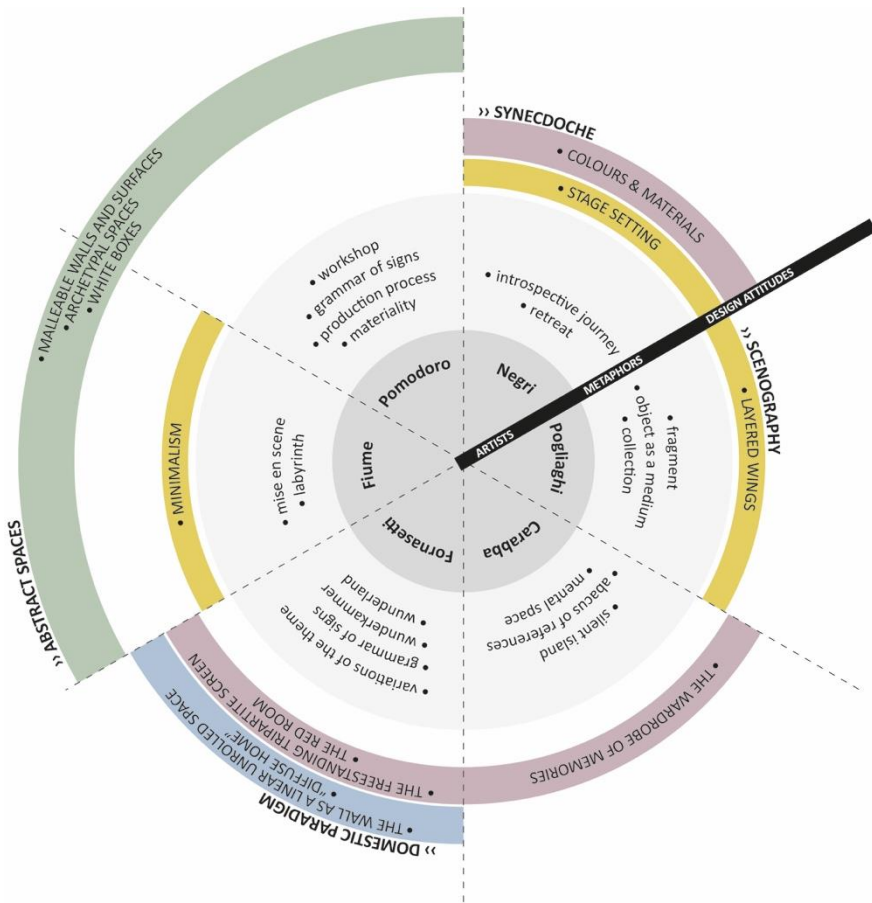 ›› SYNECDOCHE
• COLOURS & MATERIALS
• STAGE SETTING
• introspective journey
• retreat
Negri
ARTISTS
METAPHORS
DESIGN ATTITUDES
›› SCENOGRAPHY
• LAYERED WINGS
• fragment
• object as a medium
• collection
Pogliaghi
Carabba
• mental space
• abacus of references
• silent island
• THE WARDROBE OF MEMORIES
Fornasetti
• wunderland
• wunderkammer
• grammar of signs
• variations of the theme
• THE RED ROOM
• THE FREESTANDING TRIPARTITE SCREEN
• "DIFFUSE HOME"
• THE WALL AS A LINEAR UNROLLED SPACE
›› DOMESTIC PARADIGM
Fiume
• labyrinth
• mise en scene
• MINIMALISM
›› ABSTRACT SPACES
• MALLEABLE WALLS AND SURFACES
• ARCHETYPAL SPACES
• WHITE BOXES
• workshop
• grammar of signs
• production process
• materiality
Pomodoro